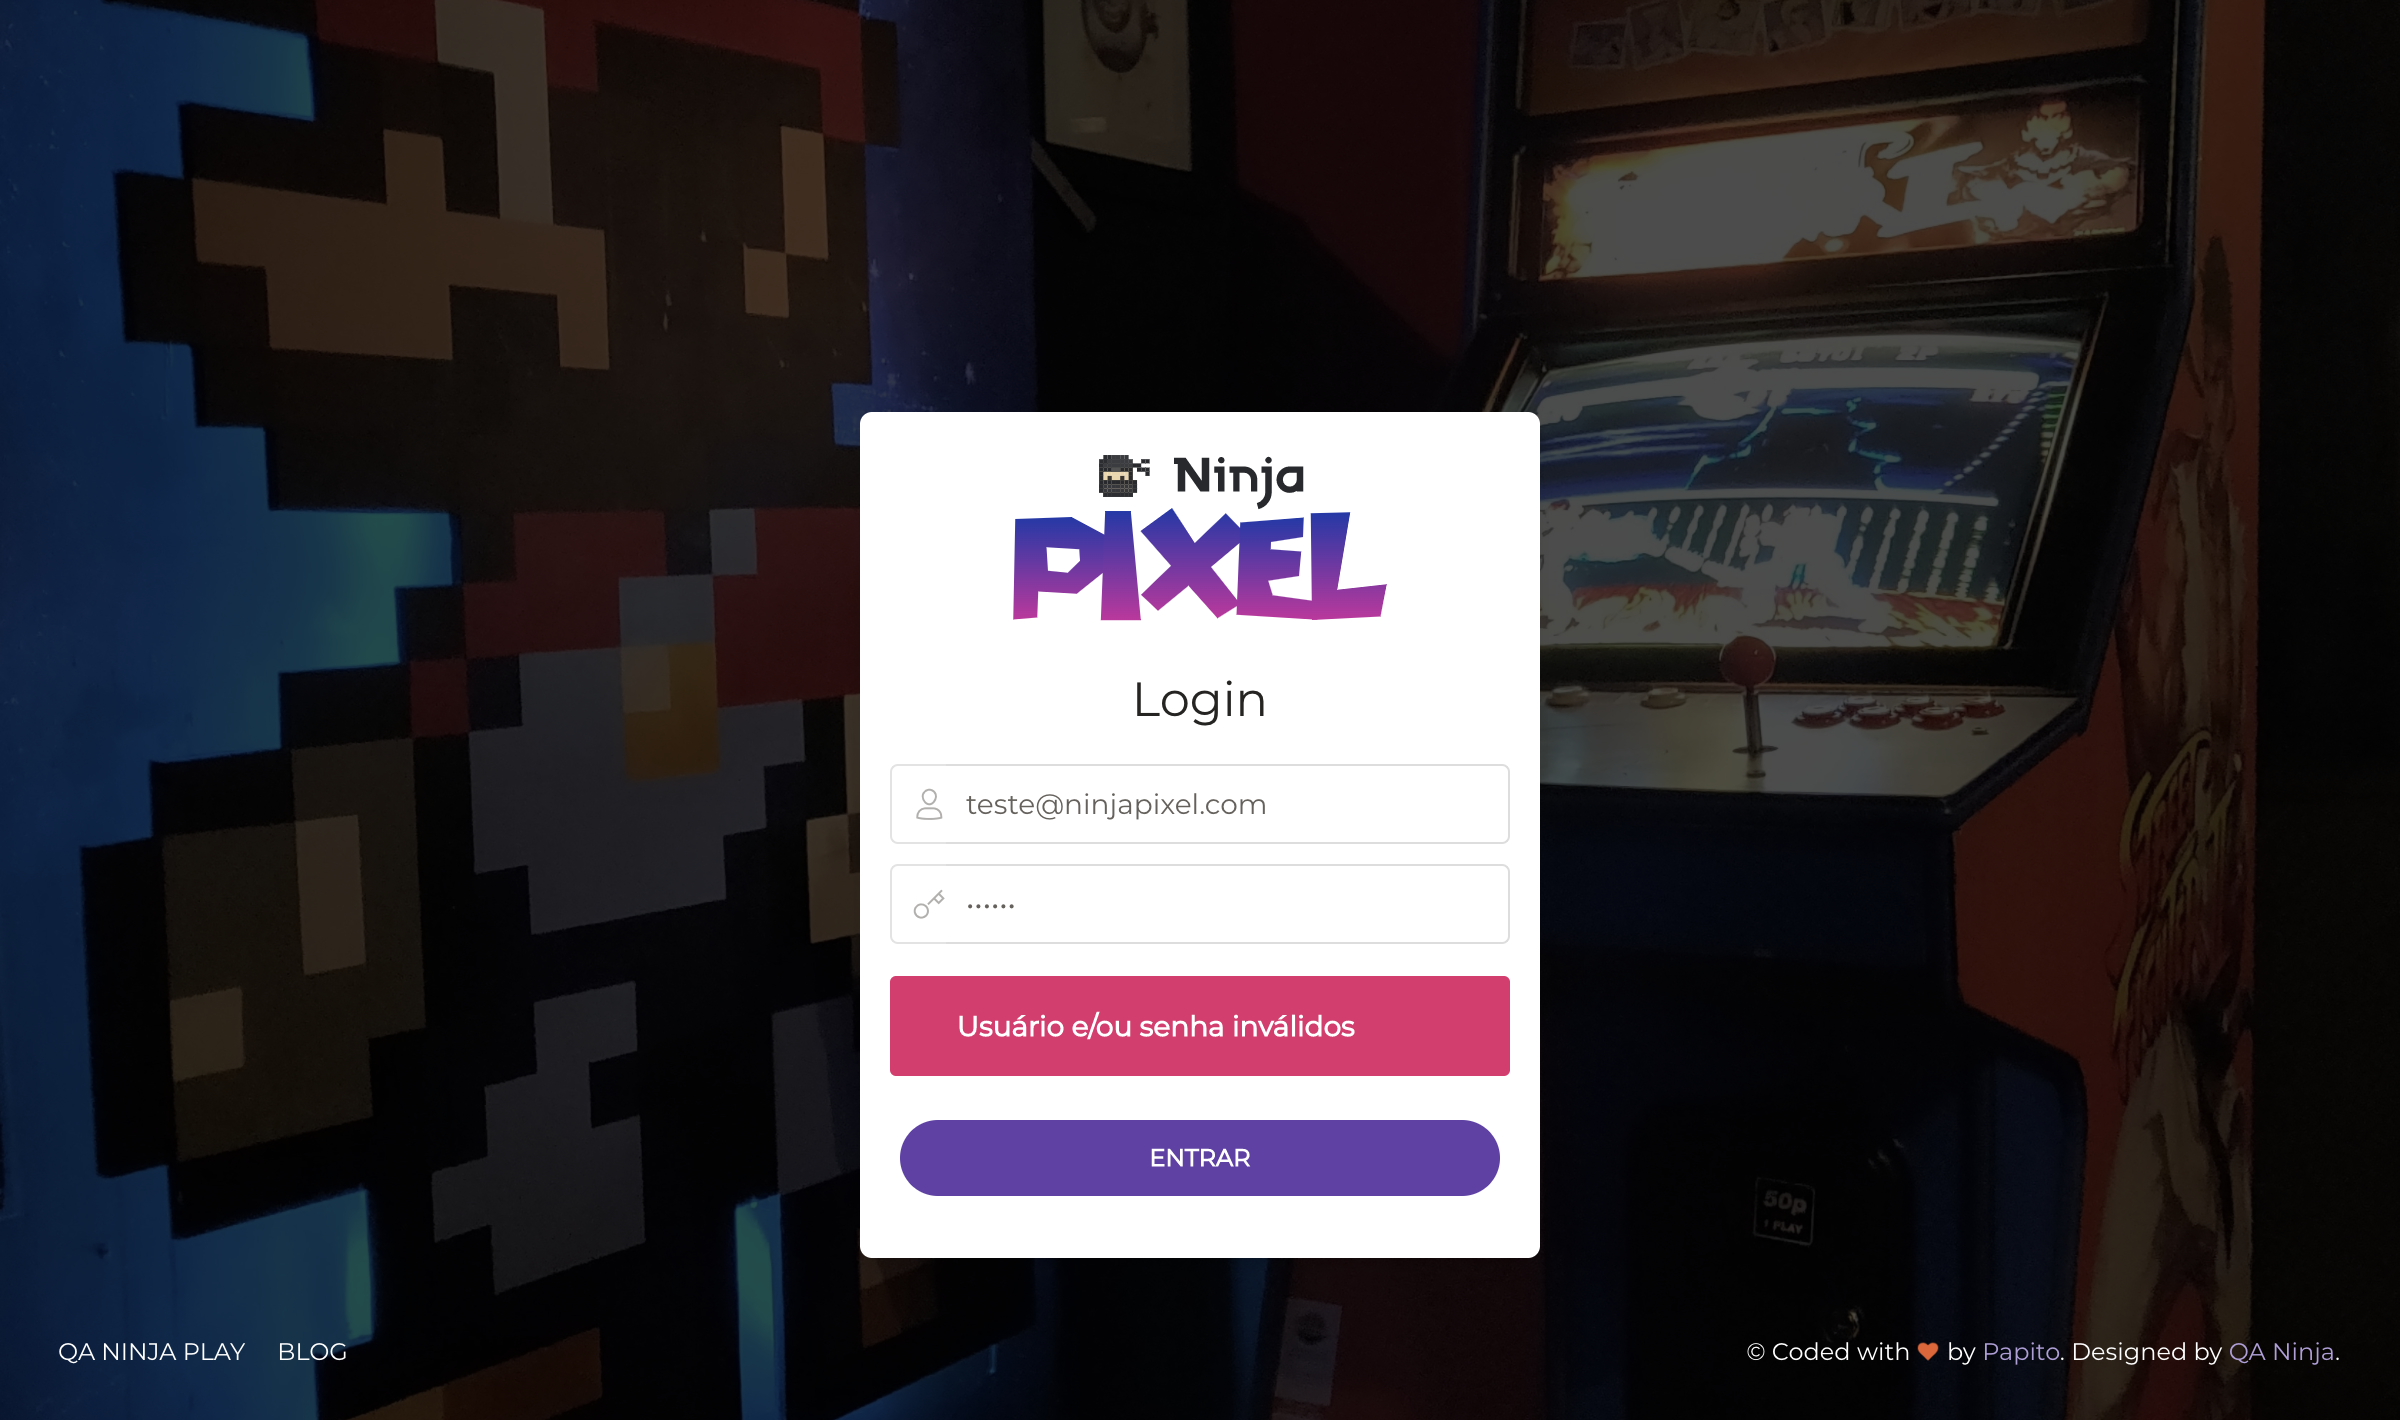 Ninja
PIXEL
Login
teste@ninjapixel.com
••••••
Usuário e/ou senha inválidos
ENTRAR
50p
1 PLAY
QA NINJA PLAY BLOG
© Coded with ♥ by Papito. Designed by QA Ninja.